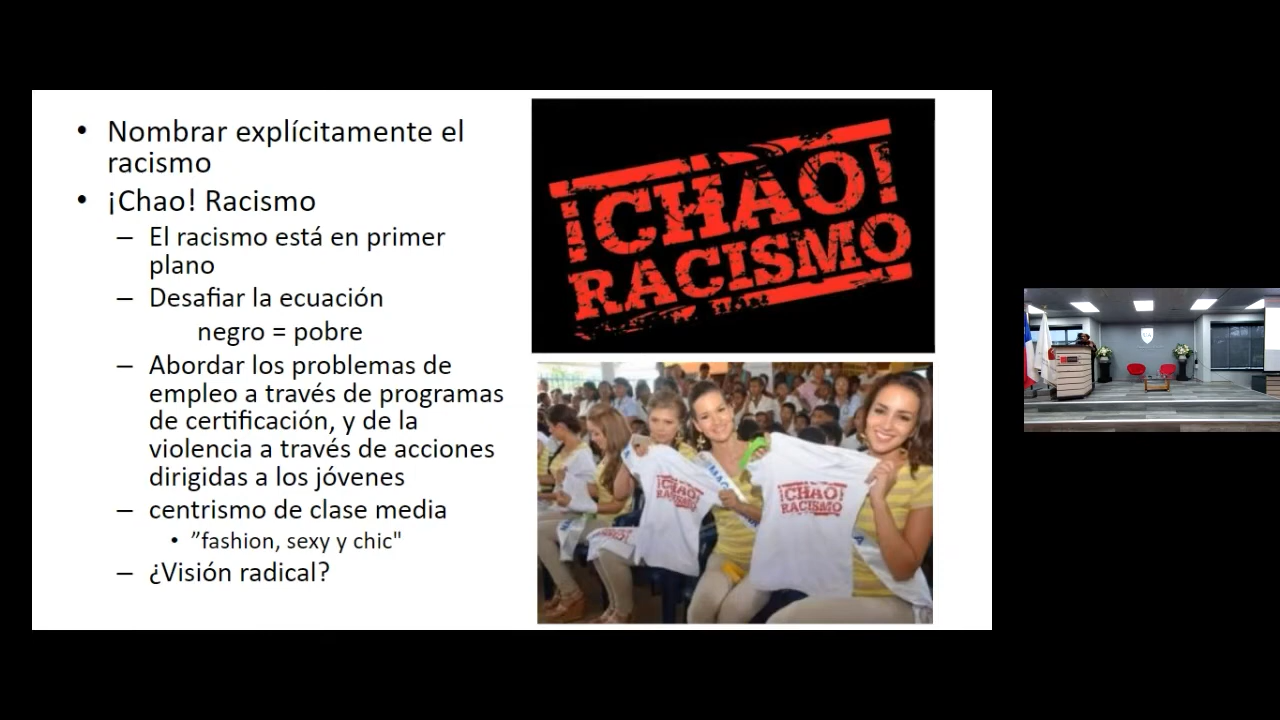 • Nombrar explícitamente el
racismo
• ¡Chao! Racismo
– El racismo está en primer
plano
– Desafiar la ecuación
negro = pobre
– Abordar los problemas de
empleo a través de programas
de certificación, y de la
violencia a través de acciones
dirigidas a los jóvenes
– centrismo de clase media
• ”fashion, sexy y chic"
– ¿Visión radical?
¡CHAO!
RACISMO
¡CHAO!
RACISMO
¡CHAO!
RACISMO